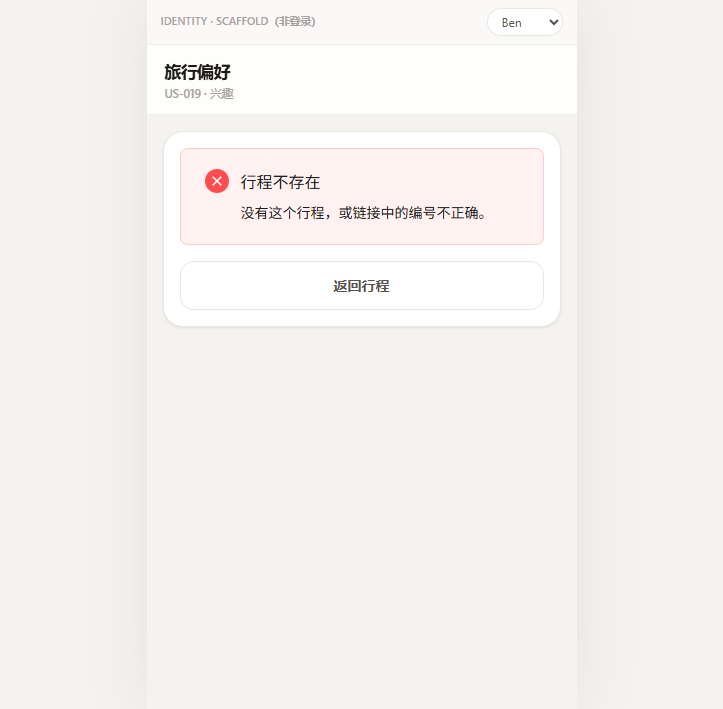 IDENTITY · SCAFFOLD（非登录）
Ben
旅行偏好
US-019 · 兴趣
行程不存在
没有这个行程，或链接中的编号不正确。
返回行程